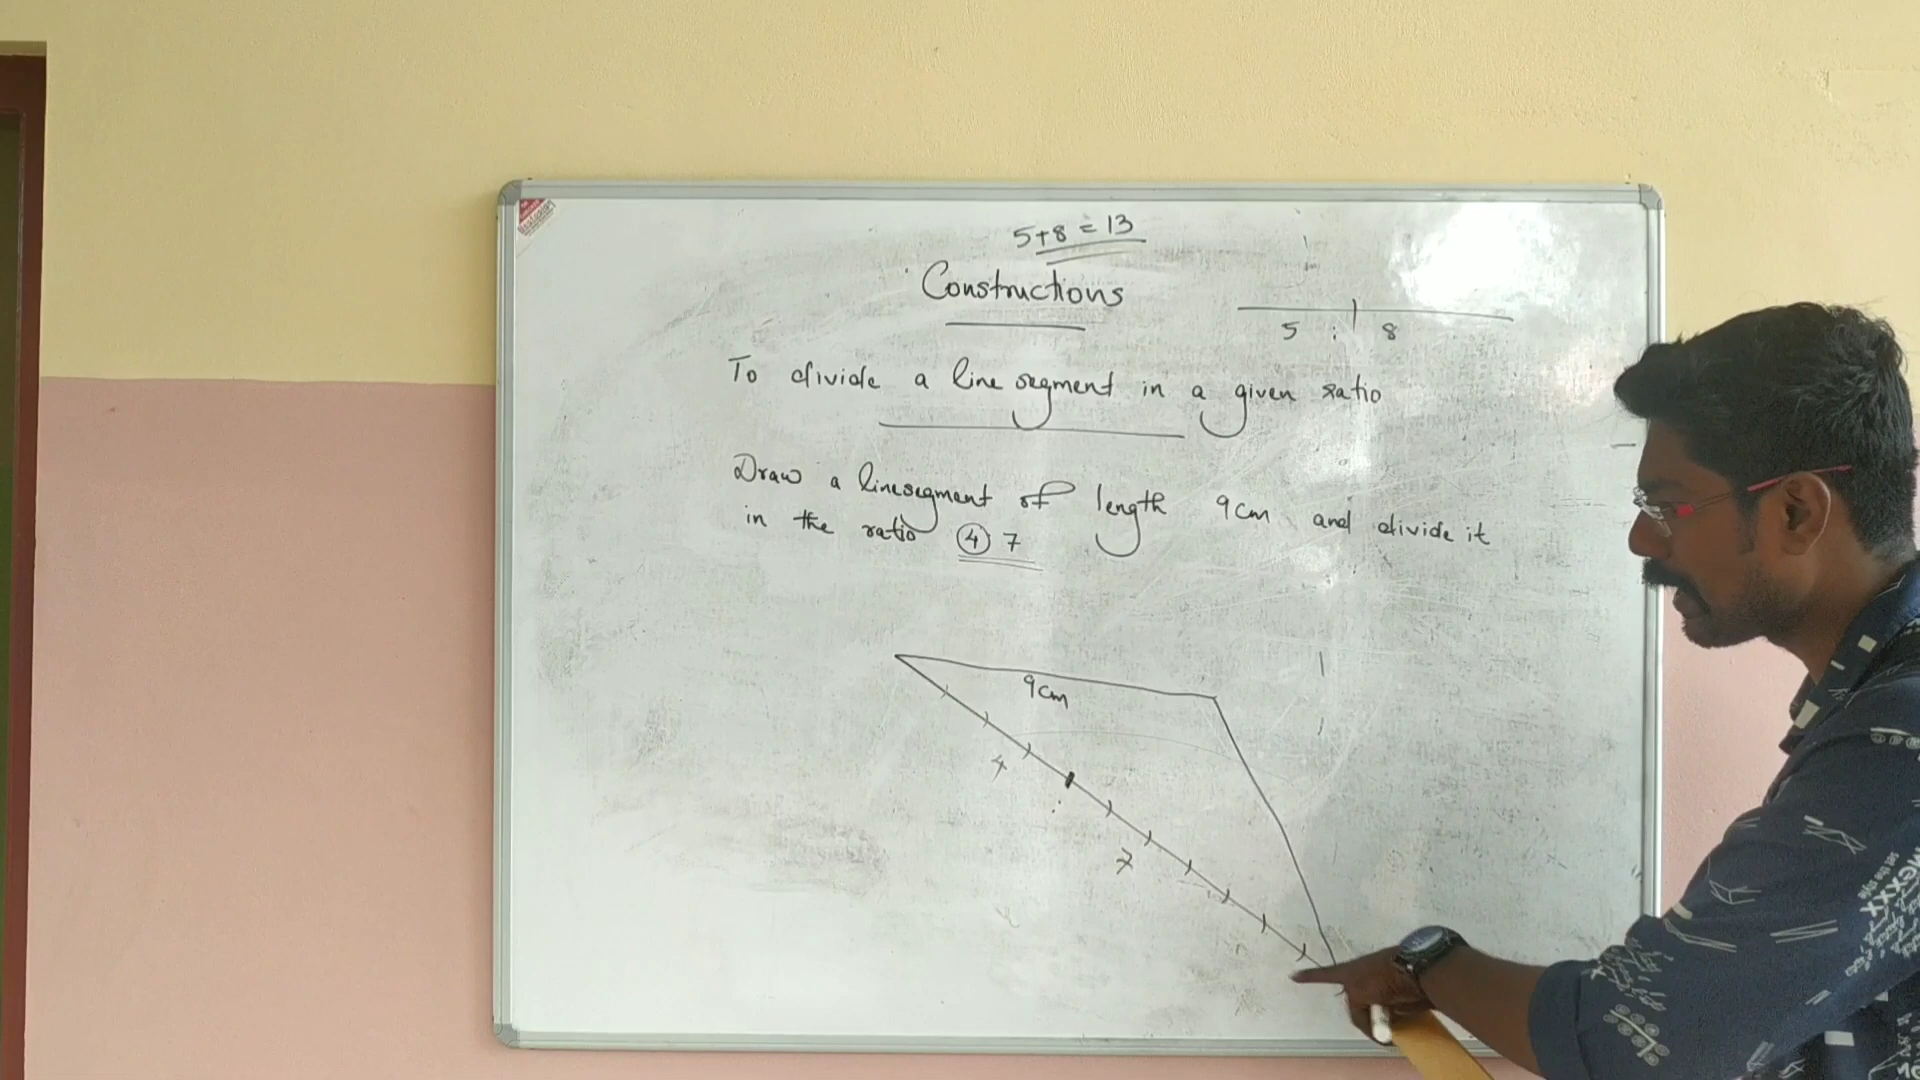 5+8 = 13
Constructions
5 : 8
To divide a line segment in a given ratio
Draw a linesegment of length 9cm and divide it
in the ratio 4 7
9cm
4
:
7